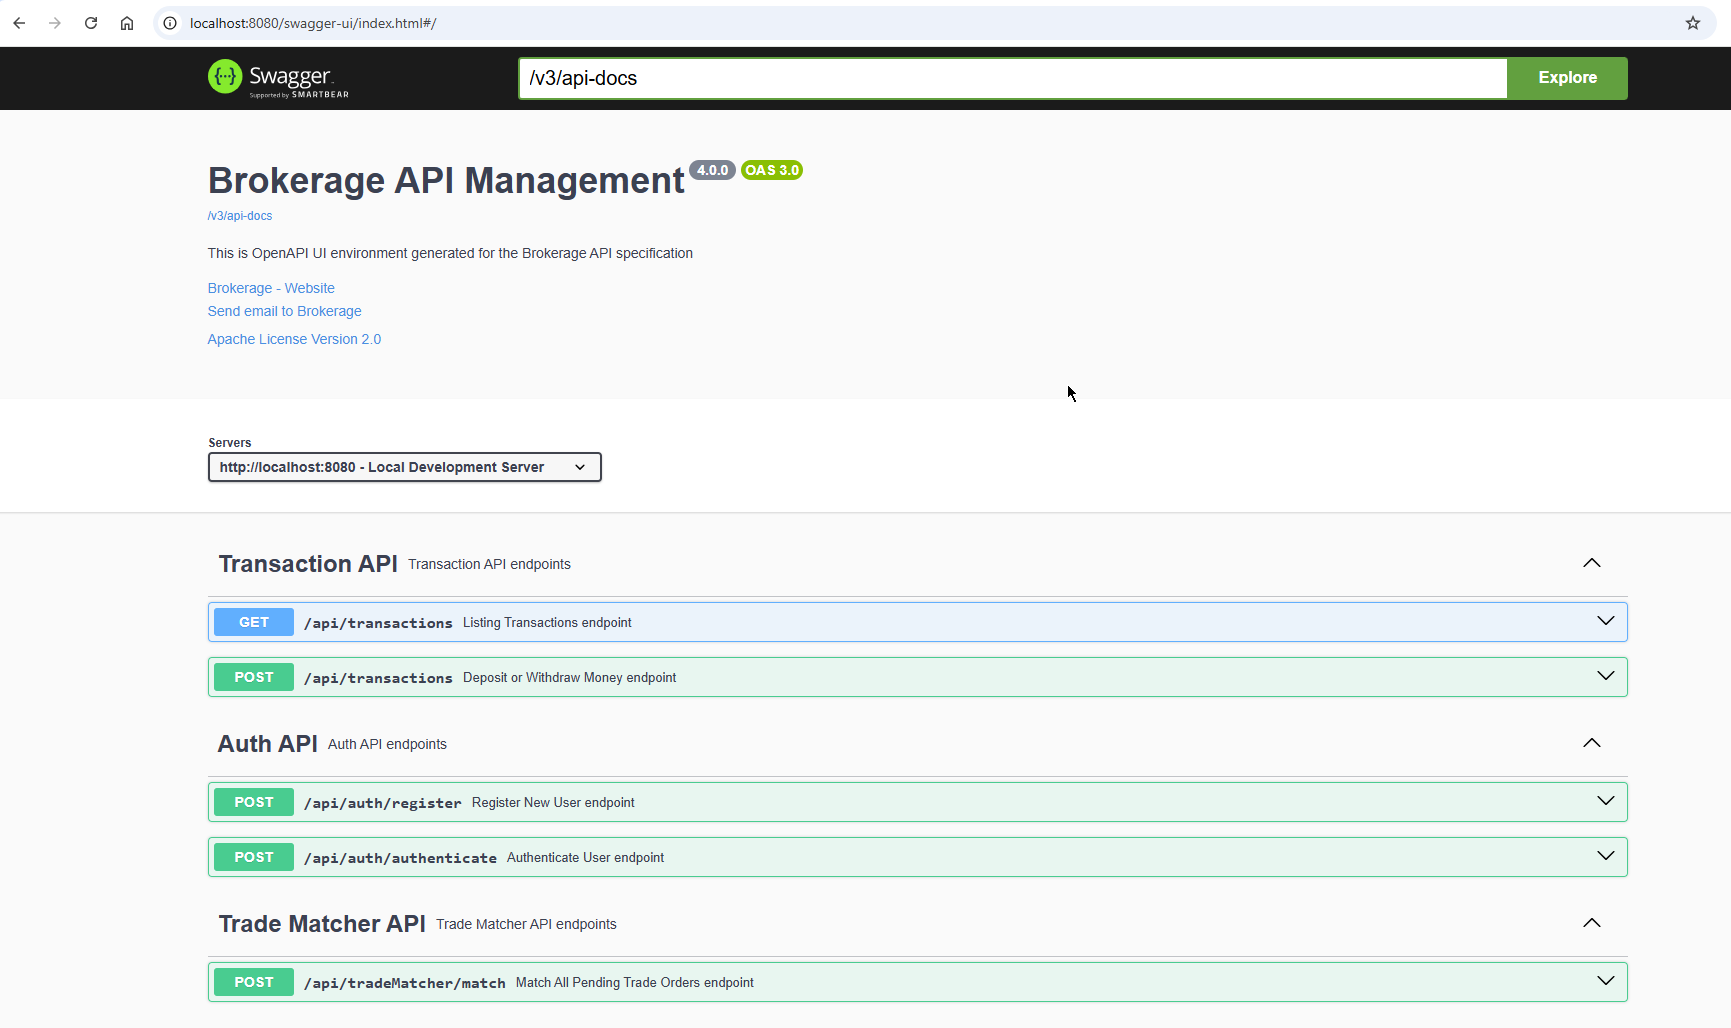 localhost:8080/swagger-ui/index.html#/
{...} Swagger.
Supported by SMARTBEAR
/v3/api-docs
Explore
Brokerage API Management 4.0.0 OAS 3.0
/v3/api-docs
This is OpenAPI UI environment generated for the Brokerage API specification
Brokerage - Website
Send email to Brokerage
Apache License Version 2.0
Servers
http://localhost:8080 - Local Development Server
Transaction API Transaction API endpoints
GET /api/transactions Listing Transactions endpoint
POST /api/transactions Deposit or Withdraw Money endpoint
Auth API Auth API endpoints
POST /api/auth/register Register New User endpoint
POST /api/auth/authenticate Authenticate User endpoint
Trade Matcher API Trade Matcher API endpoints
POST /api/tradeMatcher/match Match All Pending Trade Orders endpoint